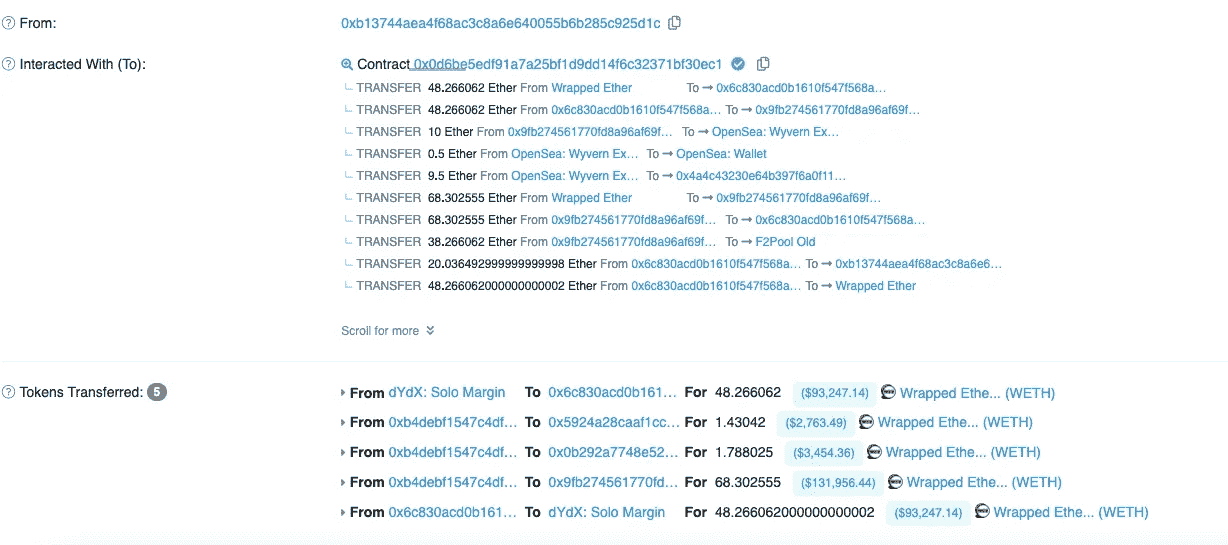 From: 0xb13744aea4f68ac3c8a6e640055b6b285c925d1c
Interacted With (To): Contract 0x0d6be5edf91a7a25bf1d9dd14f6c32371bf30ec1
TRANSFER 48.266062 Ether From Wrapped Ether To → 0x6c830acd0b1610f547f568a...
TRANSFER 48.266062 Ether From 0x6c830acd0b1610f547f568a... To → 0x9fb274561770fd8a96af69f...
TRANSFER 10 Ether From 0x9fb274561770fd8a96af69f... To → OpenSea: Wyvern Ex...
TRANSFER 0.5 Ether From OpenSea: Wyvern Ex... To → OpenSea: Wallet
TRANSFER 9.5 Ether From OpenSea: Wyvern Ex... To → 0x4a4c43230e64b397f6a0f11...
TRANSFER 68.302555 Ether From Wrapped Ether To → 0x9fb274561770fd8a96af69f...
TRANSFER 68.302555 Ether From 0x9fb274561770fd8a96af69f... To → 0x6c830acd0b1610f547f568a...
TRANSFER 38.266062 Ether From 0x9fb274561770fd8a96af69f... To → F2Pool Old
TRANSFER 20.036492999999999998 Ether From 0x6c830acd0b1610f547f568a... To → 0xb13744aea4f68ac3c8a6e6...
TRANSFER 48.266062000000000002 Ether From 0x6c830acd0b1610f547f568a... To → Wrapped Ether
Scroll for more
Tokens Transferred: 5
From dYdX: Solo Margin To 0x6c830acd0b161... For 48.266062 ($93,247.14) Wrapped Ethe... (WETH)
From 0xb4debf1547c4df... To 0x5924a28caaf1cc... For 1.43042 ($2,763.49) Wrapped Ethe... (WETH)
From 0xb4debf1547c4df... To 0x0b292a7748e52... For 1.788025 ($3,454.36) Wrapped Ethe... (WETH)
From 0xb4debf1547c4df... To 0x9fb274561770fd... For 68.302555 ($131,956.44) Wrapped Ethe... (WETH)
From 0x6c830acd0b161... To dYdX: Solo Margin For 48.266062000000000002 ($93,247.14) Wrapped Ethe... (WETH)